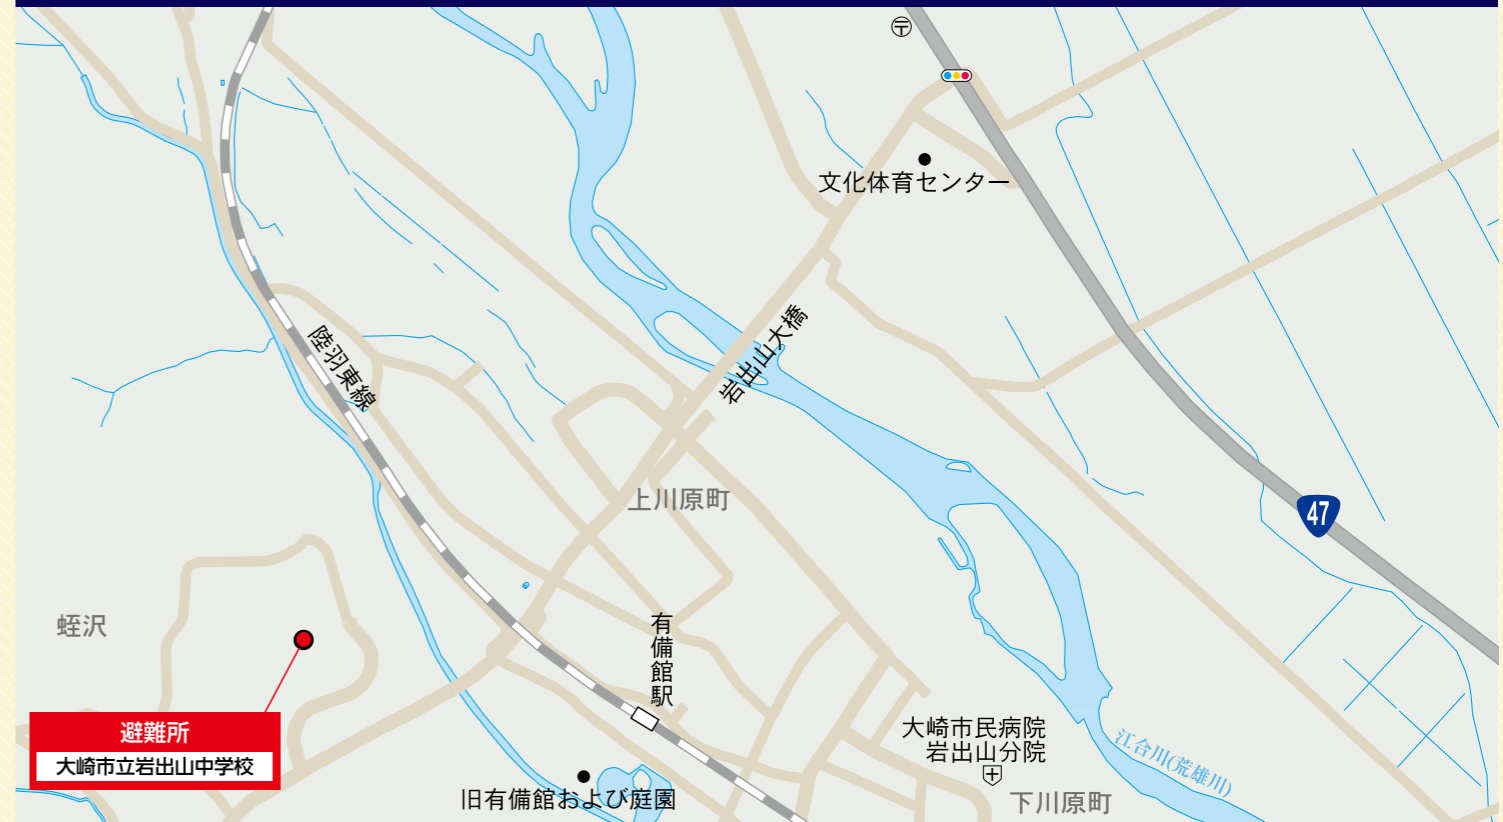 〒
文化体育センター
岩出山大橋
陸羽東線
上川原町
47
蛭沢
有備館駅
避難所
大崎市立岩出山中学校
大崎市民病院
岩出山分院
江合川(荒雄川)
旧有備館および庭園
下川原町